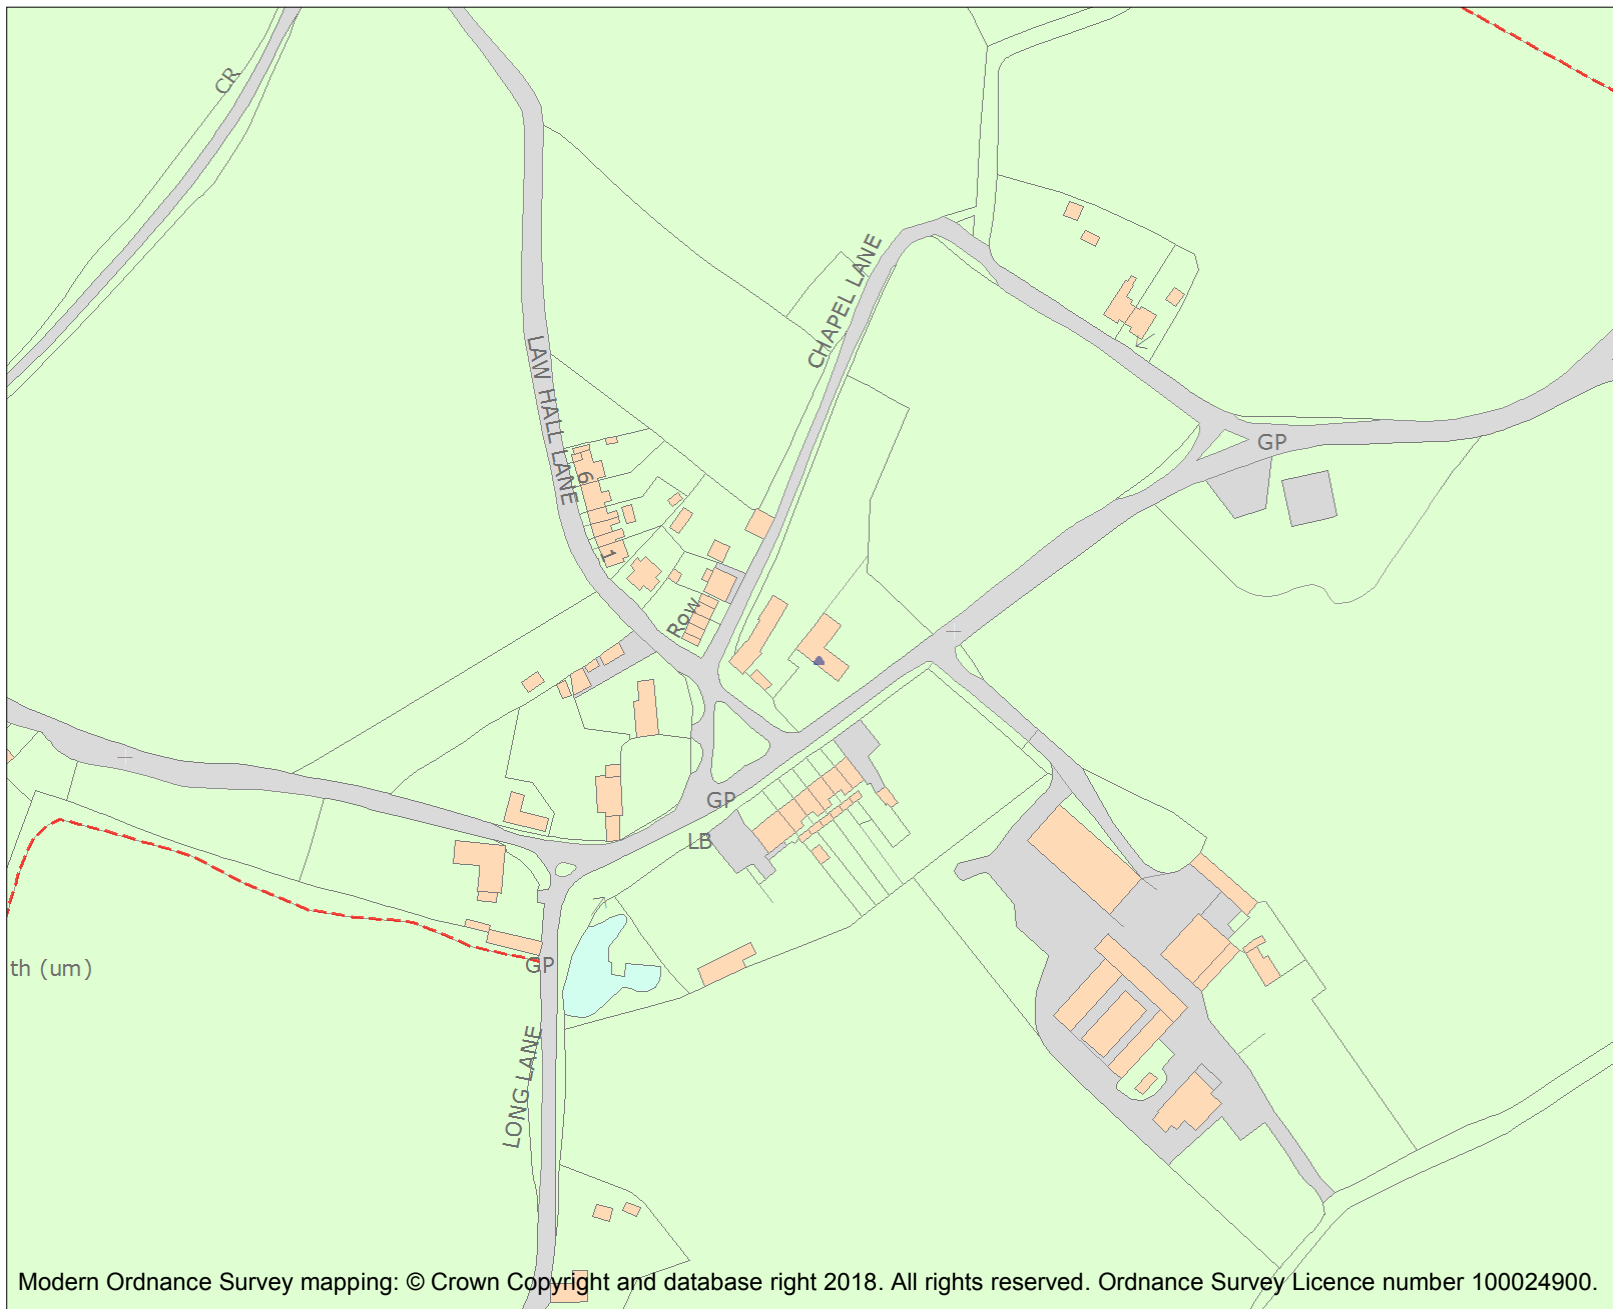 CR
CHAPEL LANE
LAW HALL LANE
GP
6
1
Row
GP
LB
GP
th (um)
LONG LANE
Modern Ordnance Survey mapping: © Crown Copyright and database right 2018. All rights reserved. Ordnance Survey Licence number 100024900.